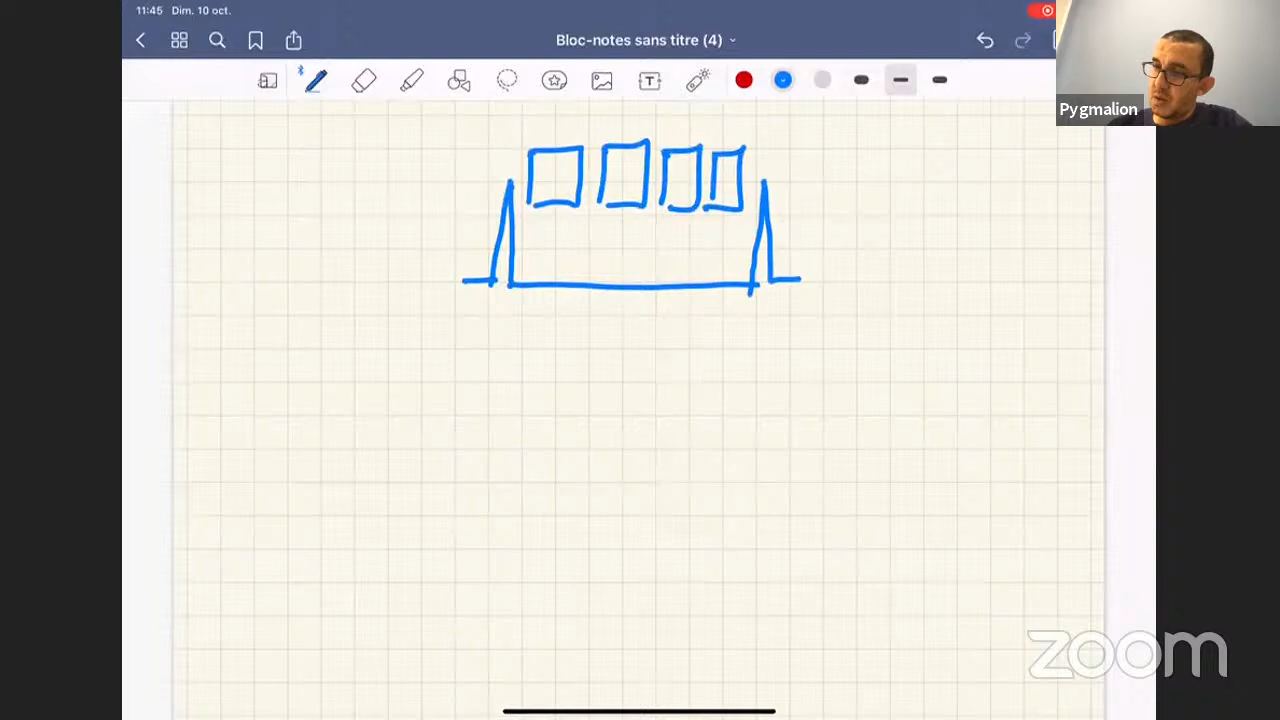 11:45 Dim. 10 oct.
Bloc-notes sans titre (4)
T
Pygmalion
zoom